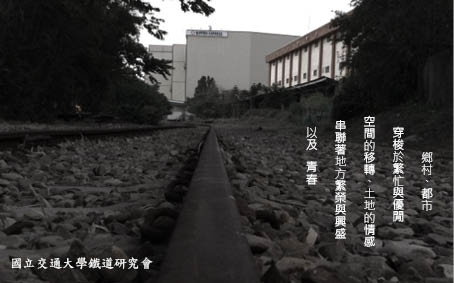 鄉村、都市
穿梭於繁忙與優閒
空間的移轉、土地的情感
串聯著地方繁榮與興盛
以及 青春
國立交通大學鐵道研究會